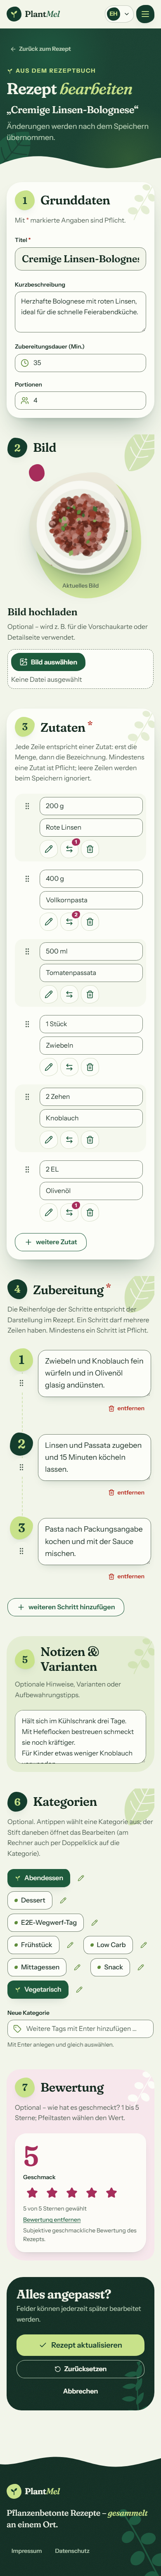 PlantMel
EH
Zurück zum Rezept
AUS DEM REZEPTBUCH
Rezept bearbeiten
„Cremige Linsen-Bolognese“
Änderungen werden nach dem Speichern
übernommen.
1
Grunddaten
Mit * markierte Angaben sind Pflicht.
Titel *
Cremige Linsen-Bolognes
Kurzbeschreibung
Herzhafte Bolognese mit roten Linsen,
ideal für die schnelle Feierabendküche.
Zubereitungsdauer (Min.)
35
Portionen
4
2
Bild
Aktuelles Bild
Bild hochladen
Optional – wird z. B. für die Vorschaukarte oder
Detailseite verwendet.
Bild auswählen
Keine Datei ausgewählt
3
Zutaten *
Jede Zeile entspricht einer Zutat: erst die
Menge, dann die Bezeichnung. Mindestens
eine Zutat ist Pflicht; leere Zeilen werden
beim Speichern ignoriert.
200 g
Rote Linsen
1
400 g
Vollkornpasta
2
500 ml
Tomatenpassata
1 Stück
Zwiebeln
2 Zehen
Knoblauch
2 EL
Olivenöl
1
weitere Zutat
4
Zubereitung *
Die Reihenfolge der Schritte entspricht der
Darstellung im Rezept. Ein Schritt darf mehrere
Zeilen haben. Mindestens ein Schritt ist Pflicht.
1
Zwiebeln und Knoblauch fein
würfeln und in Olivenöl
glasig andünsten.
entfernen
2
Linsen und Passata zugeben
und 15 Minuten köcheln
lassen.
entfernen
3
Pasta nach Packungsangabe
kochen und mit der Sauce
mischen.
entfernen
weiteren Schritt hinzufügen
5
Notizen &
Varianten
Optionale Hinweise, Varianten oder
Aufbewahrungstipps.
Hält sich im Kühlschrank drei Tage.
Mit Hefeflocken bestreuen schmeckt
sie noch kräftiger.
Für Kinder etwas weniger Knoblauch
6
Kategorien
Optional. Antippen wählt eine Kategorie aus; der
Stift daneben öffnet das Bearbeiten (am
Rechner auch per Doppelklick auf die
Kategorie).
Abendessen
Dessert
E2E-Wegwerf-Tag
Frühstück
Low Carb
Mittagessen
Snack
Vegetarisch
Neue Kategorie
Weitere Tags mit Enter hinzufügen ...
Mit Enter anlegen und gleich auswählen.
7
Bewertung
Optional – wie hat es geschmeckt? 1 bis 5
Sterne; Pfeiltasten wählen den Wert.
5
Geschmack
5 von 5 Sternen gewählt
Bewertung entfernen
Subjektive geschmackliche Bewertung des
Rezepts.
Alles angepasst?
Felder können jederzeit später bearbeitet
werden.
Rezept aktualisieren
Zurücksetzen
Abbrechen
PlantMel
Pflanzenbetonte Rezepte – gesammelt
an einem Ort.
Impressum
Datenschutz